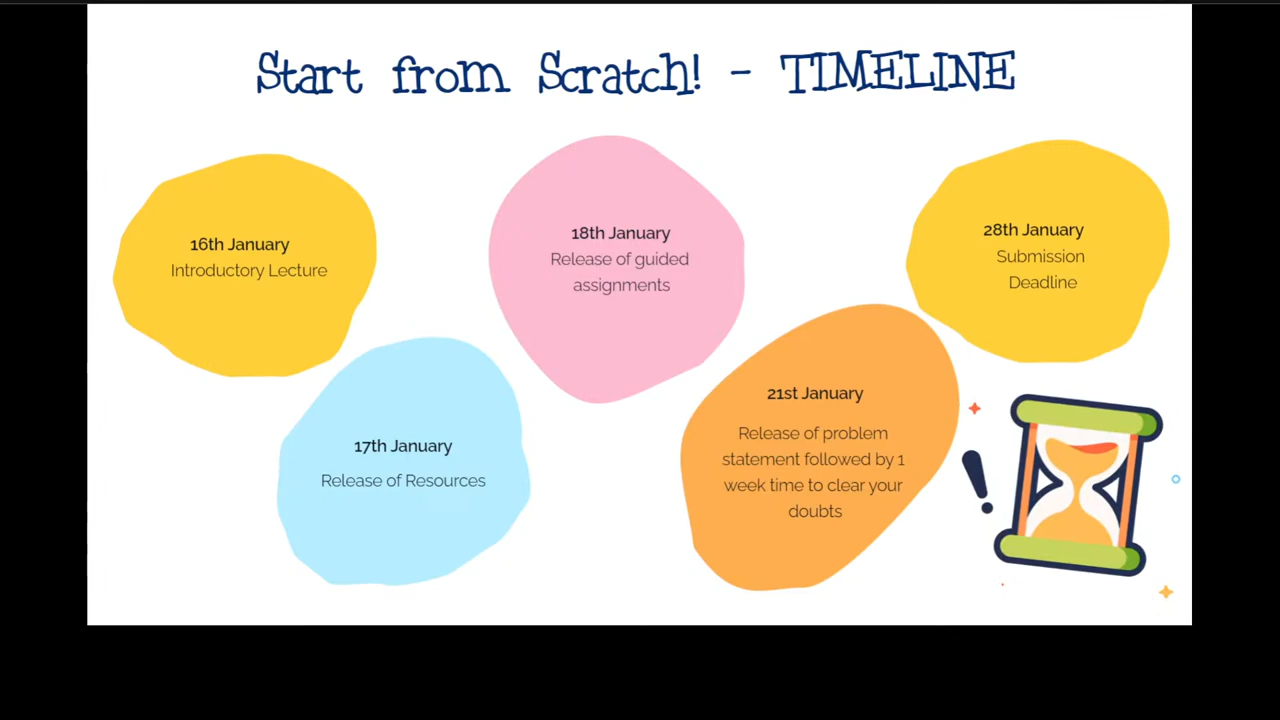 Start from Scratch! - TIMELINE
16th January
Introductory Lecture
17th January
Release of Resources
18th January
Release of guided
assignments
21st January
Release of problem
statement followed by 1
week time to clear your
doubts
28th January
Submission
Deadline